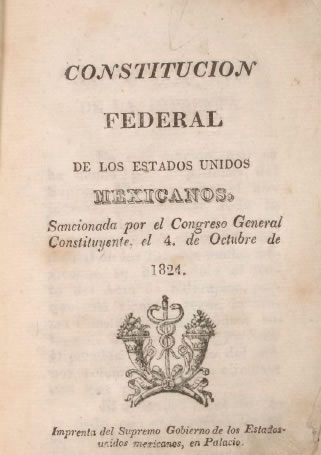 CONSTITUCION
FEDERAL
DE LOS ESTADOS UNIDOS
MEXICANOS,
Sancionada por el Congreso General
Constituyente, el 4. de Octubre de
1824.
Imprenta del Supremo Gobierno de los Estados-
unidos mexicanos, en Palacio.